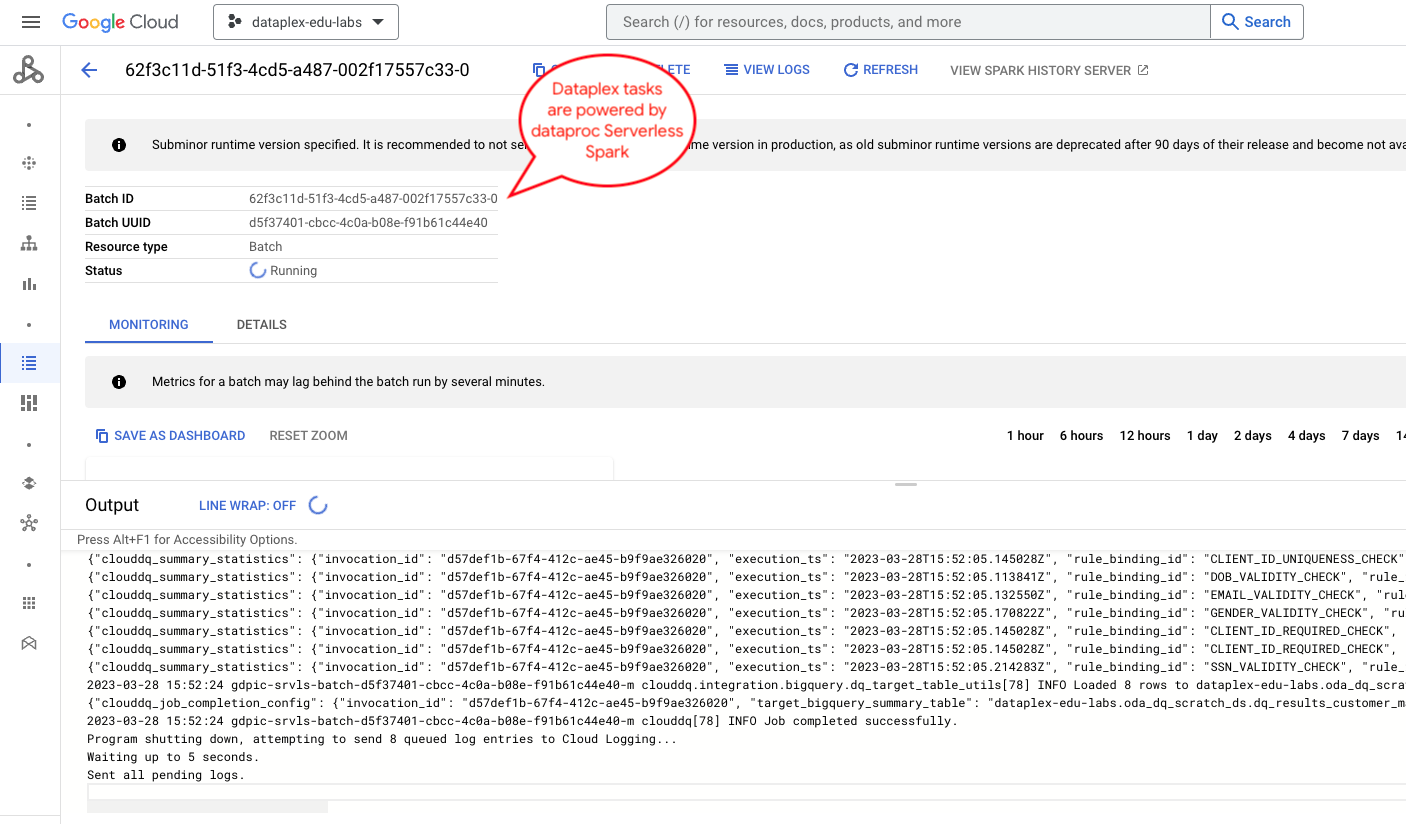 Google Cloud
dataplex-edu-labs
Search (/) for resources, docs, products, and more
Search
62f3c11d-51f3-4cd5-a487-002f17557c33-0
LETE
VIEW LOGS
REFRESH
VIEW SPARK HISTORY SERVER
Dataplex tasks
are powered by
dataproc Serverless
Spark
Subminor runtime version specified. It is recommended to not se
me version in production, as old subminor runtime versions are deprecated after 90 days of their release and become not ava
Batch ID 62f3c11d-51f3-4cd5-a487-002f17557c33-0
Batch UUID d5f37401-cbcc-4c0a-b08e-f91b61c44e40
Resource type Batch
Status Running
MONITORING DETAILS
Metrics for a batch may lag behind the batch run by several minutes.
SAVE AS DASHBOARD RESET ZOOM 1 hour 6 hours 12 hours 1 day 2 days 4 days 7 days 14
Output LINE WRAP: OFF
Press Alt+F1 for Accessibility Options.
{"clouddq_summary_statistics": {"invocation_id": "d57def1b-67f4-412c-ae45-b9f9ae326020", "execution_ts": "2023-03-28T15:52:05.145028Z", "rule_binding_id": "CLIENT_ID_UNIQUENESS_CHECK"
{"clouddq_summary_statistics": {"invocation_id": "d57def1b-67f4-412c-ae45-b9f9ae326020", "execution_ts": "2023-03-28T15:52:05.113841Z", "rule_binding_id": "DOB_VALIDITY_CHECK", "rule_
{"clouddq_summary_statistics": {"invocation_id": "d57def1b-67f4-412c-ae45-b9f9ae326020", "execution_ts": "2023-03-28T15:52:05.132550Z", "rule_binding_id": "EMAIL_VALIDITY_CHECK", "rul
{"clouddq_summary_statistics": {"invocation_id": "d57def1b-67f4-412c-ae45-b9f9ae326020", "execution_ts": "2023-03-28T15:52:05.170822Z", "rule_binding_id": "GENDER_VALIDITY_CHECK", "ru
{"clouddq_summary_statistics": {"invocation_id": "d57def1b-67f4-412c-ae45-b9f9ae326020", "execution_ts": "2023-03-28T15:52:05.145028Z", "rule_binding_id": "CLIENT_ID_REQUIRED_CHECK",
{"clouddq_summary_statistics": {"invocation_id": "d57def1b-67f4-412c-ae45-b9f9ae326020", "execution_ts": "2023-03-28T15:52:05.145028Z", "rule_binding_id": "CLIENT_ID_REQUIRED_CHECK",
{"clouddq_summary_statistics": {"invocation_id": "d57def1b-67f4-412c-ae45-b9f9ae326020", "execution_ts": "2023-03-28T15:52:05.214283Z", "rule_binding_id": "SSN_VALIDITY_CHECK", "rule_
2023-03-28 15:52:24 gdpic-srvls-batch-d5f37401-cbcc-4c0a-b08e-f91b61c44e40-m clouddq.integration.bigquery.dq_target_table_utils[78] INFO Loaded 8 rows to dataplex-edu-labs.oda_dq_scra
{"clouddq_job_completion_config": {"invocation_id": "d57def1b-67f4-412c-ae45-b9f9ae326020", "target_bigquery_summary_table": "dataplex-edu-labs.oda_dq_scratch_ds.dq_results_customer_m
2023-03-28 15:52:24 gdpic-srvls-batch-d5f37401-cbcc-4c0a-b08e-f91b61c44e40-m clouddq[78] INFO Job completed successfully.
Program shutting down, attempting to send 8 queued log entries to Cloud Logging...
Waiting up to 5 seconds.
Sent all pending logs.